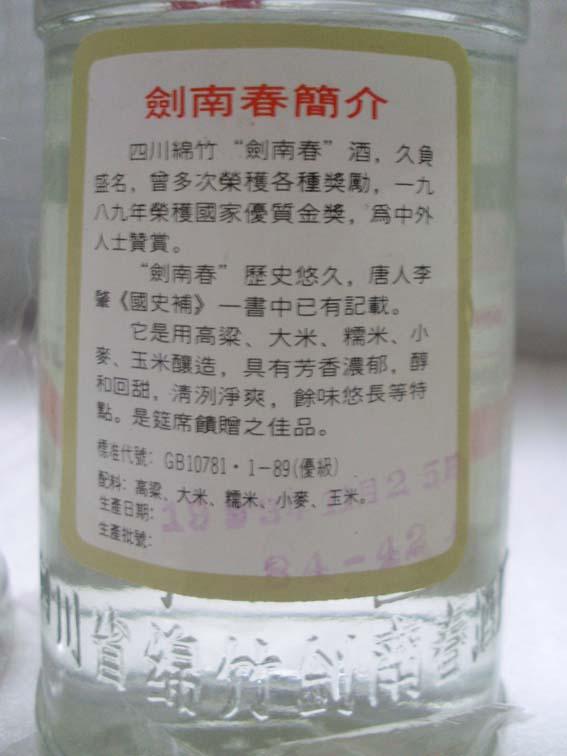 劍南春簡介
四川綿竹“劍南春”酒，久負
盛名，曾多次榮獲各種獎勵，一九
八九年榮獲國家優質金獎，爲中外
人士贊賞。
“劍南春”歷史悠久，唐人李
肇《國史補》一書中已有記載。
它是用高粱、大米、糯米、小
麥、玉米釀造，具有芳香濃郁，醇
和回甜，清洌淨爽，餘味悠長等特
點。是筵席饋贈之佳品。
標准代號：GB10781·1-89(優級)
配料：高粱、大米、糯米、小麥、玉米。
生產日期：
生產批號：
84-42
四川省绵竹剑南春酒厂